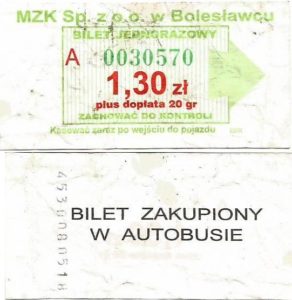 MZK Sp. z o.o. w Bolesławcu
BILET JEDNORAZOWY
A 0030570
1,30 zł
plus dopłata 20 gr
ZACHOWAĆ DO KONTROLI
Kasować zaraz po wejściu do pojazdu
BILET ZAKUPIONY
W AUTOBUSIE